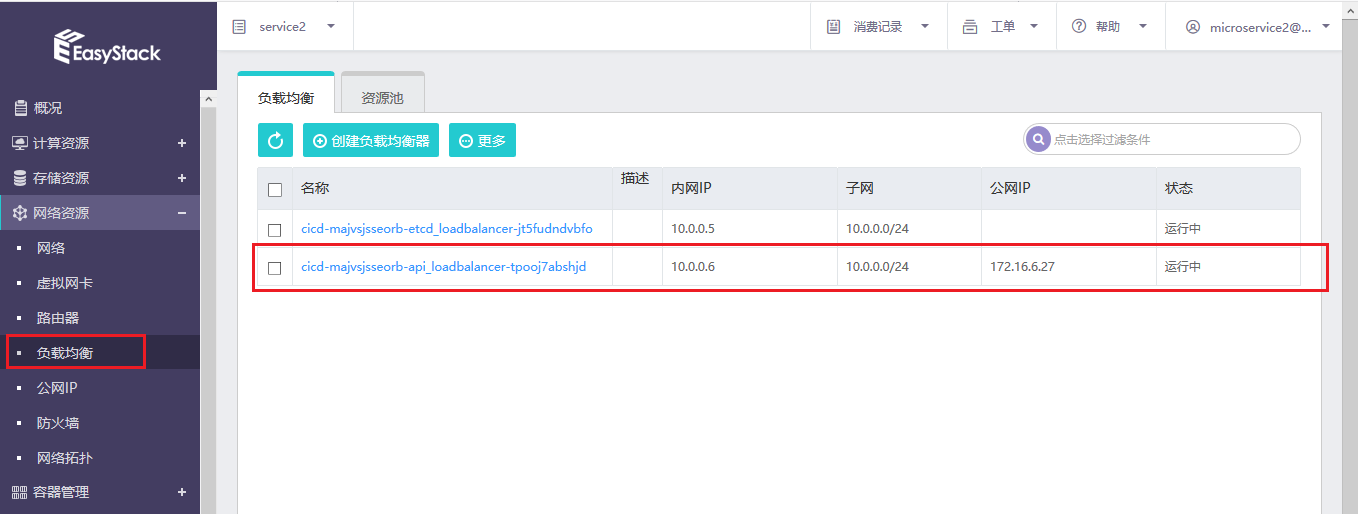 EasyStack
service2
消费记录
工单
帮助
microservice2@...
概况
计算资源
存储资源
网络资源
网络
虚拟网卡
路由器
负载均衡
公网IP
防火墙
网络拓扑
容器管理
负载均衡 资源池
创建负载均衡器 更多 点击选择过滤条件
名称 描述 内网IP 子网 公网IP 状态
cicd-majvsjsseorb-etcd_loadbalancer-jt5fudndvbfo 10.0.0.5 10.0.0.0/24 运行中
cicd-majvsjsseorb-api_loadbalancer-tpooj7abshjd 10.0.0.6 10.0.0.0/24 172.16.6.27 运行中